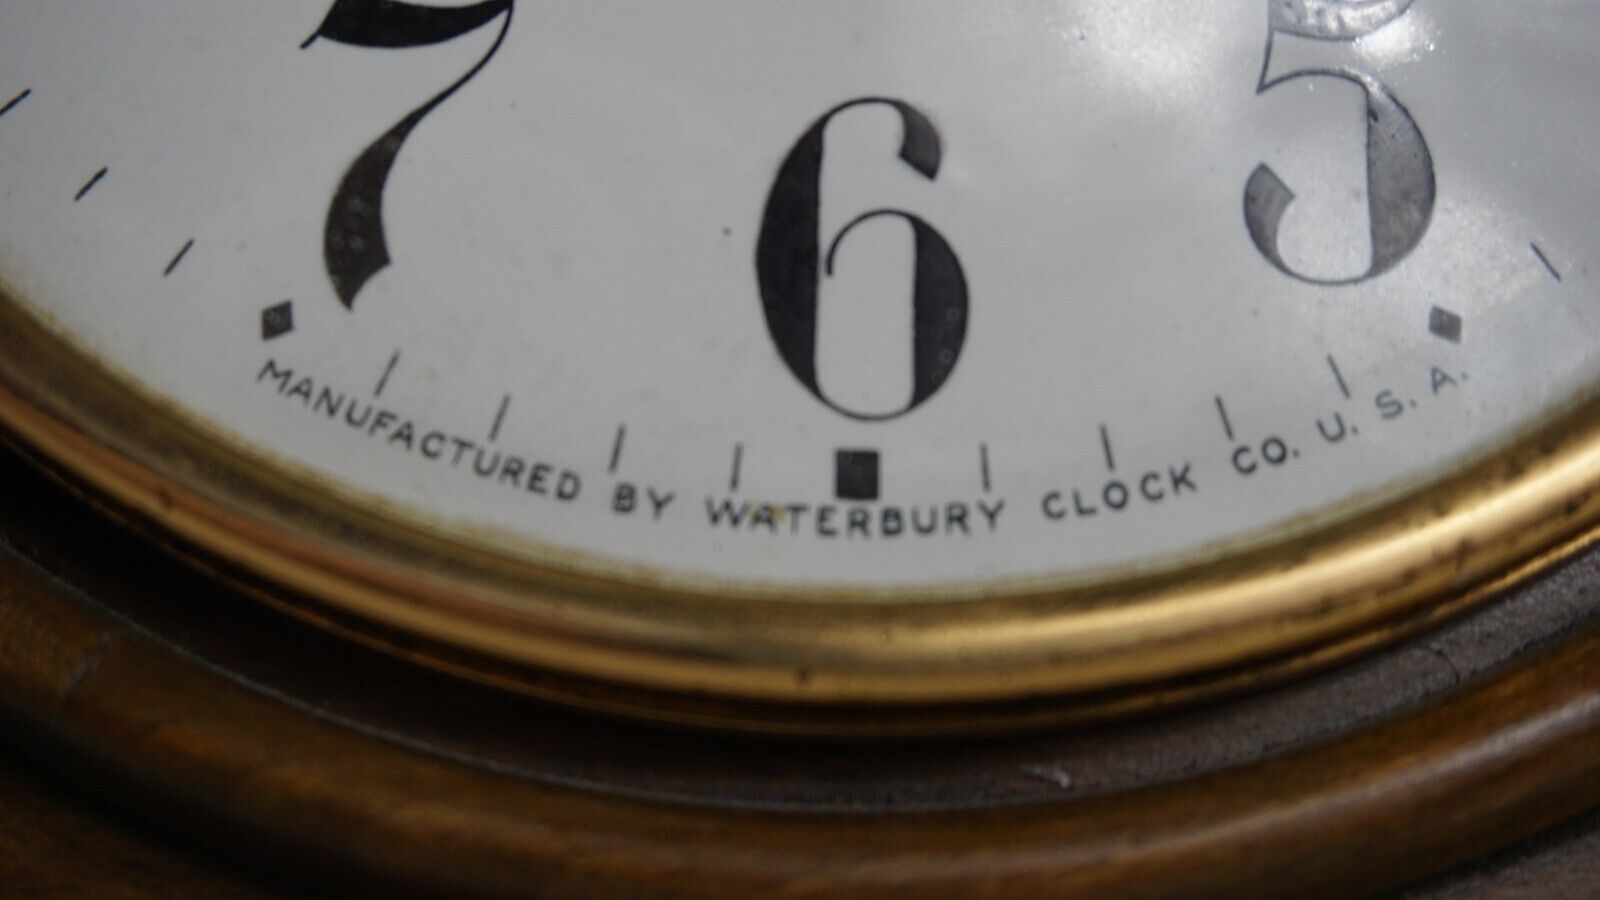 7 6 5
MANUFACTURED BY WATERBURY CLOCK CO. U. S. A.